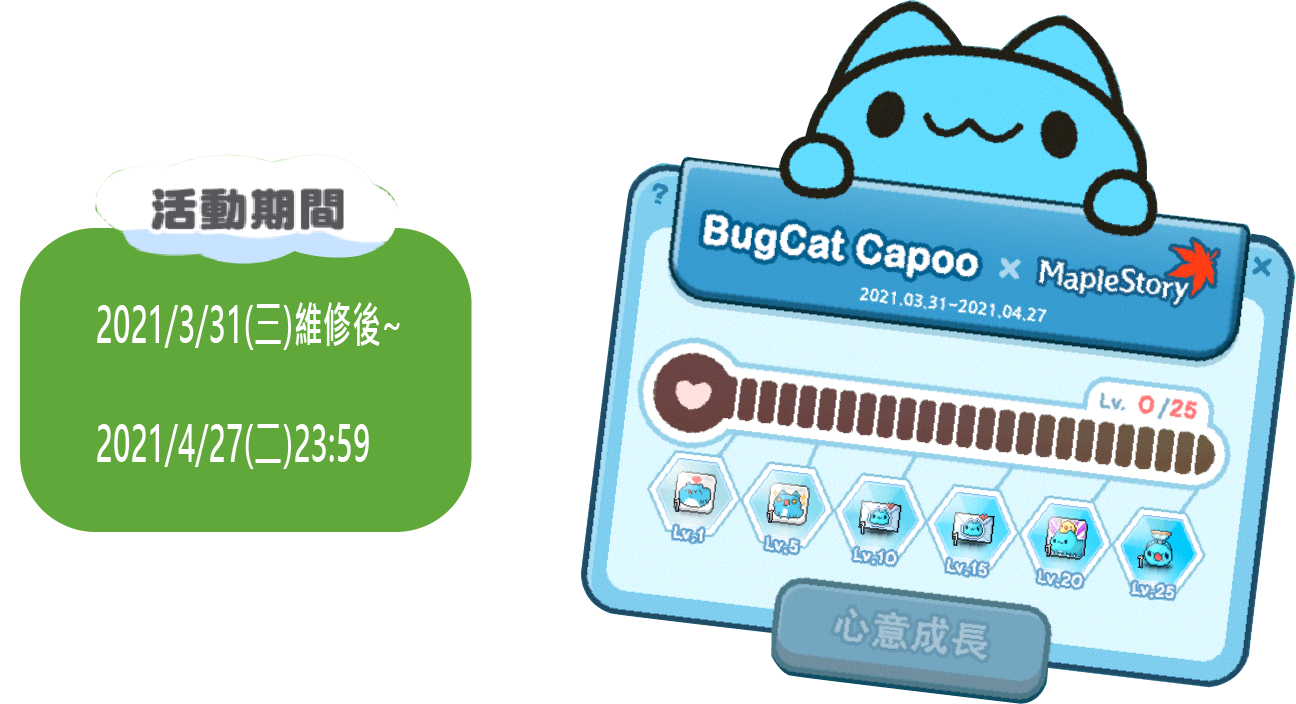 活動期間
2021/3/31(三)維修後~
2021/4/27(二)23:59
?
BugCat Capoo × MapleStory
×
2021.03.31~2021.04.27
Lv. 0/25
Lv.1
Lv.5
Lv.10
Lv.15
Lv.20
Lv.25
心意成長